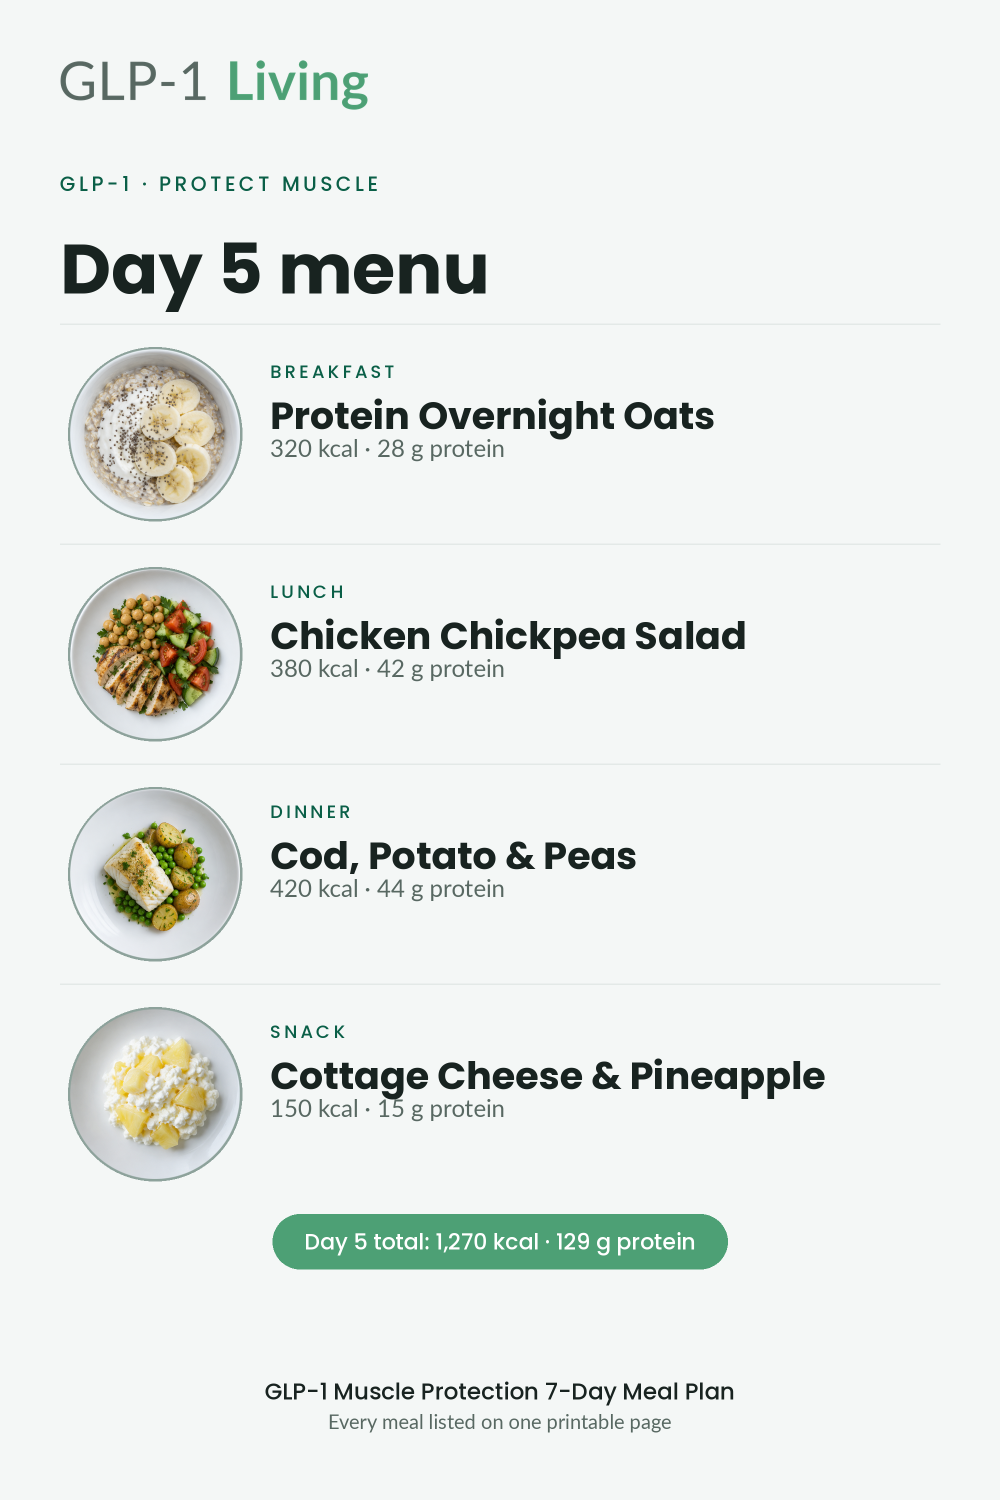 GLP-1 Living
GLP-1 · PROTECT MUSCLE
Day 5 menu
BREAKFAST
Protein Overnight Oats
320 kcal · 28 g protein
LUNCH
Chicken Chickpea Salad
380 kcal · 42 g protein
DINNER
Cod, Potato & Peas
420 kcal · 44 g protein
SNACK
Cottage Cheese & Pineapple
150 kcal · 15 g protein
Day 5 total: 1,270 kcal · 129 g protein
GLP-1 Muscle Protection 7-Day Meal Plan
Every meal listed on one printable page